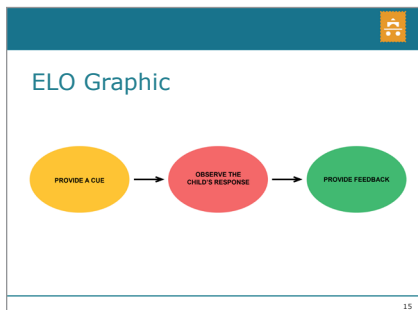 ELO Graphic
PROVIDE A CUE
OBSERVE THE
CHILD'S RESPONSE
PROVIDE FEEDBACK
15